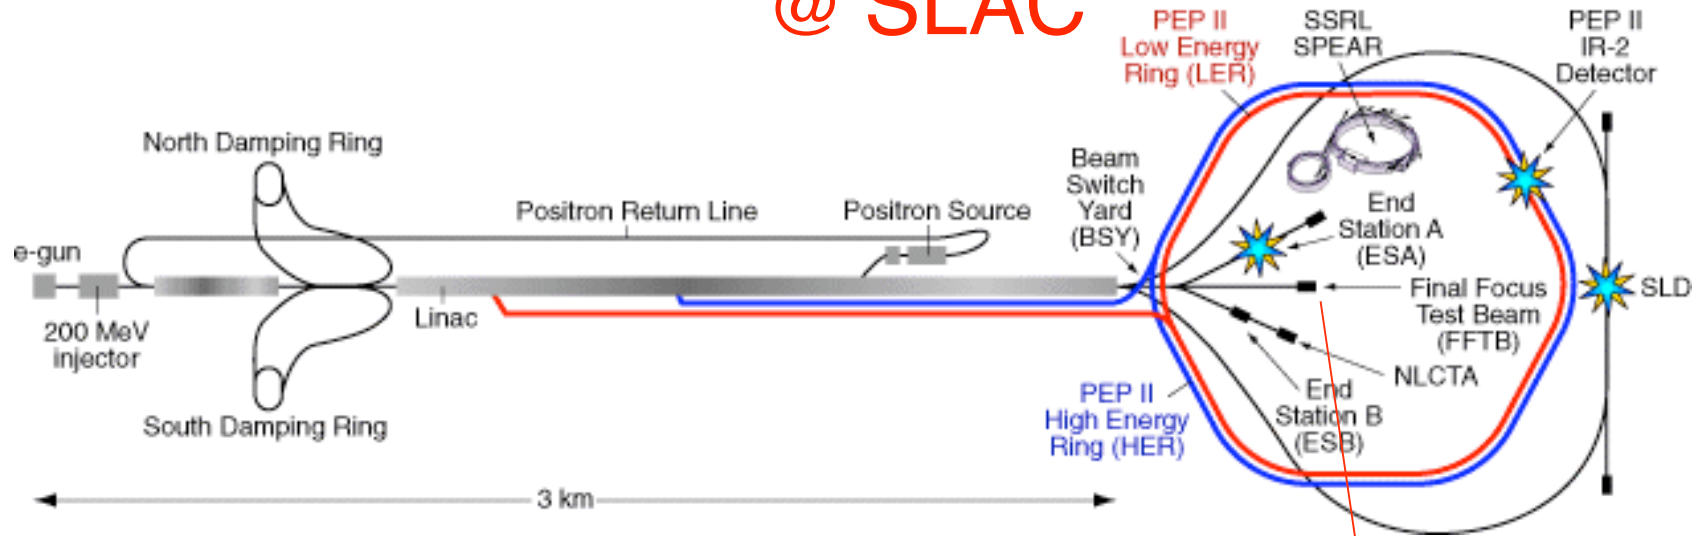 @ SLAC
PEP II
Low Energy
Ring (LER)
SSRL
SPEAR
PEP II
IR-2
Detector
North Damping Ring
Beam
Switch
Yard
(BSY)
Positron Return Line
Positron Source
End
Station A
(ESA)
e-gun
200 MeV
injector
Linac
Final Focus
Test Beam
(FFTB)
SLD
NLCTA
End
Station B
(ESB)
PEP II
High Energy
Ring (HER)
South Damping Ring
3 km